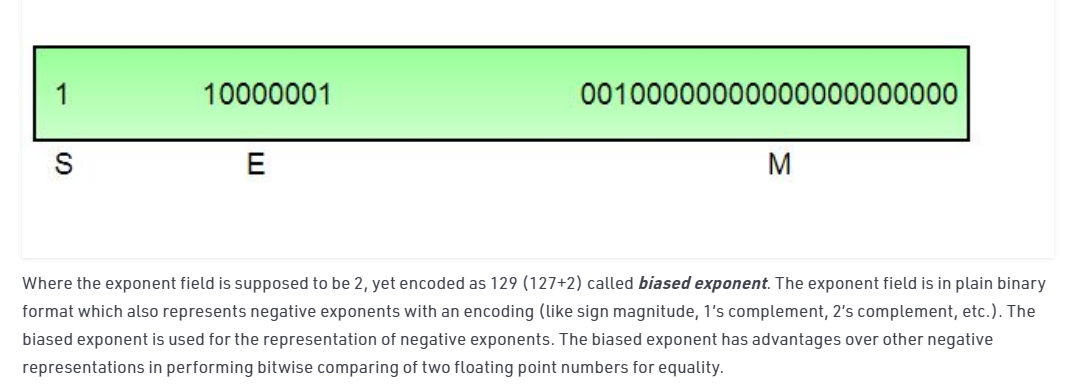 1 10000001 00100000000000000000000
S E M
Where the exponent field is supposed to be 2, yet encoded as 129 (127+2) called biased exponent. The exponent field is in plain binary
format which also represents negative exponents with an encoding (like sign magnitude, 1's complement, 2's complement, etc.). The
biased exponent is used for the representation of negative exponents. The biased exponent has advantages over other negative
representations in performing bitwise comparing of two floating point numbers for equality.